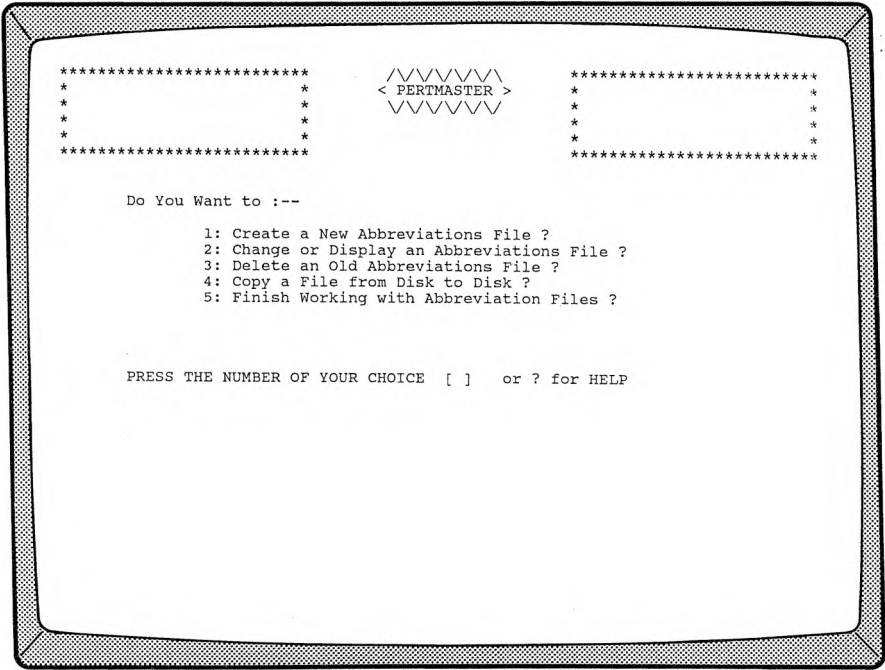 **************************   /\/\/\/\/\/\   **************************
*                        * < PERTMASTER > *                        *
*                        *   \/\/\/\/\/\/   *                        *
*                        *                  *                        *
*                        *                  *                        *
**************************                  **************************
Do You Want to :--
1: Create a New Abbreviations File ?
2: Change or Display an Abbreviations File ?
3: Delete an Old Abbreviations File ?
4: Copy a File from Disk to Disk ?
5: Finish Working with Abbreviation Files ?
PRESS THE NUMBER OF YOUR CHOICE [ ] or ? for HELP